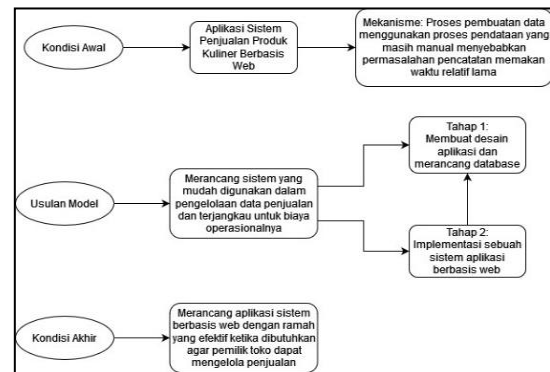 Kondisi Awal
Aplikasi Sistem
Penjualan Produk
Kuliner Berbasis
Web
Mekanisme: Proses pembuatan data
menggunakan proses pendataan yang
masih manual menyebabkan
permasalahan pencatatan memakan
waktu relatif lama
Usulan Model
Merancang sistem yang
mudah digunakan dalam
pengelolaan data penjualan
dan terjangkau untuk biaya
operasionalnya
Tahap 1:
Membuat desain
aplikasi dan
merancang database
Tahap 2:
Implementasi sebuah
sistem aplikasi
berbasis web
Kondisi Akhir
Merancang aplikasi sistem
berbasis web dengan ramah
yang efektif ketika dibutuhkan
agar pemilik toko dapat
mengelola penjualan